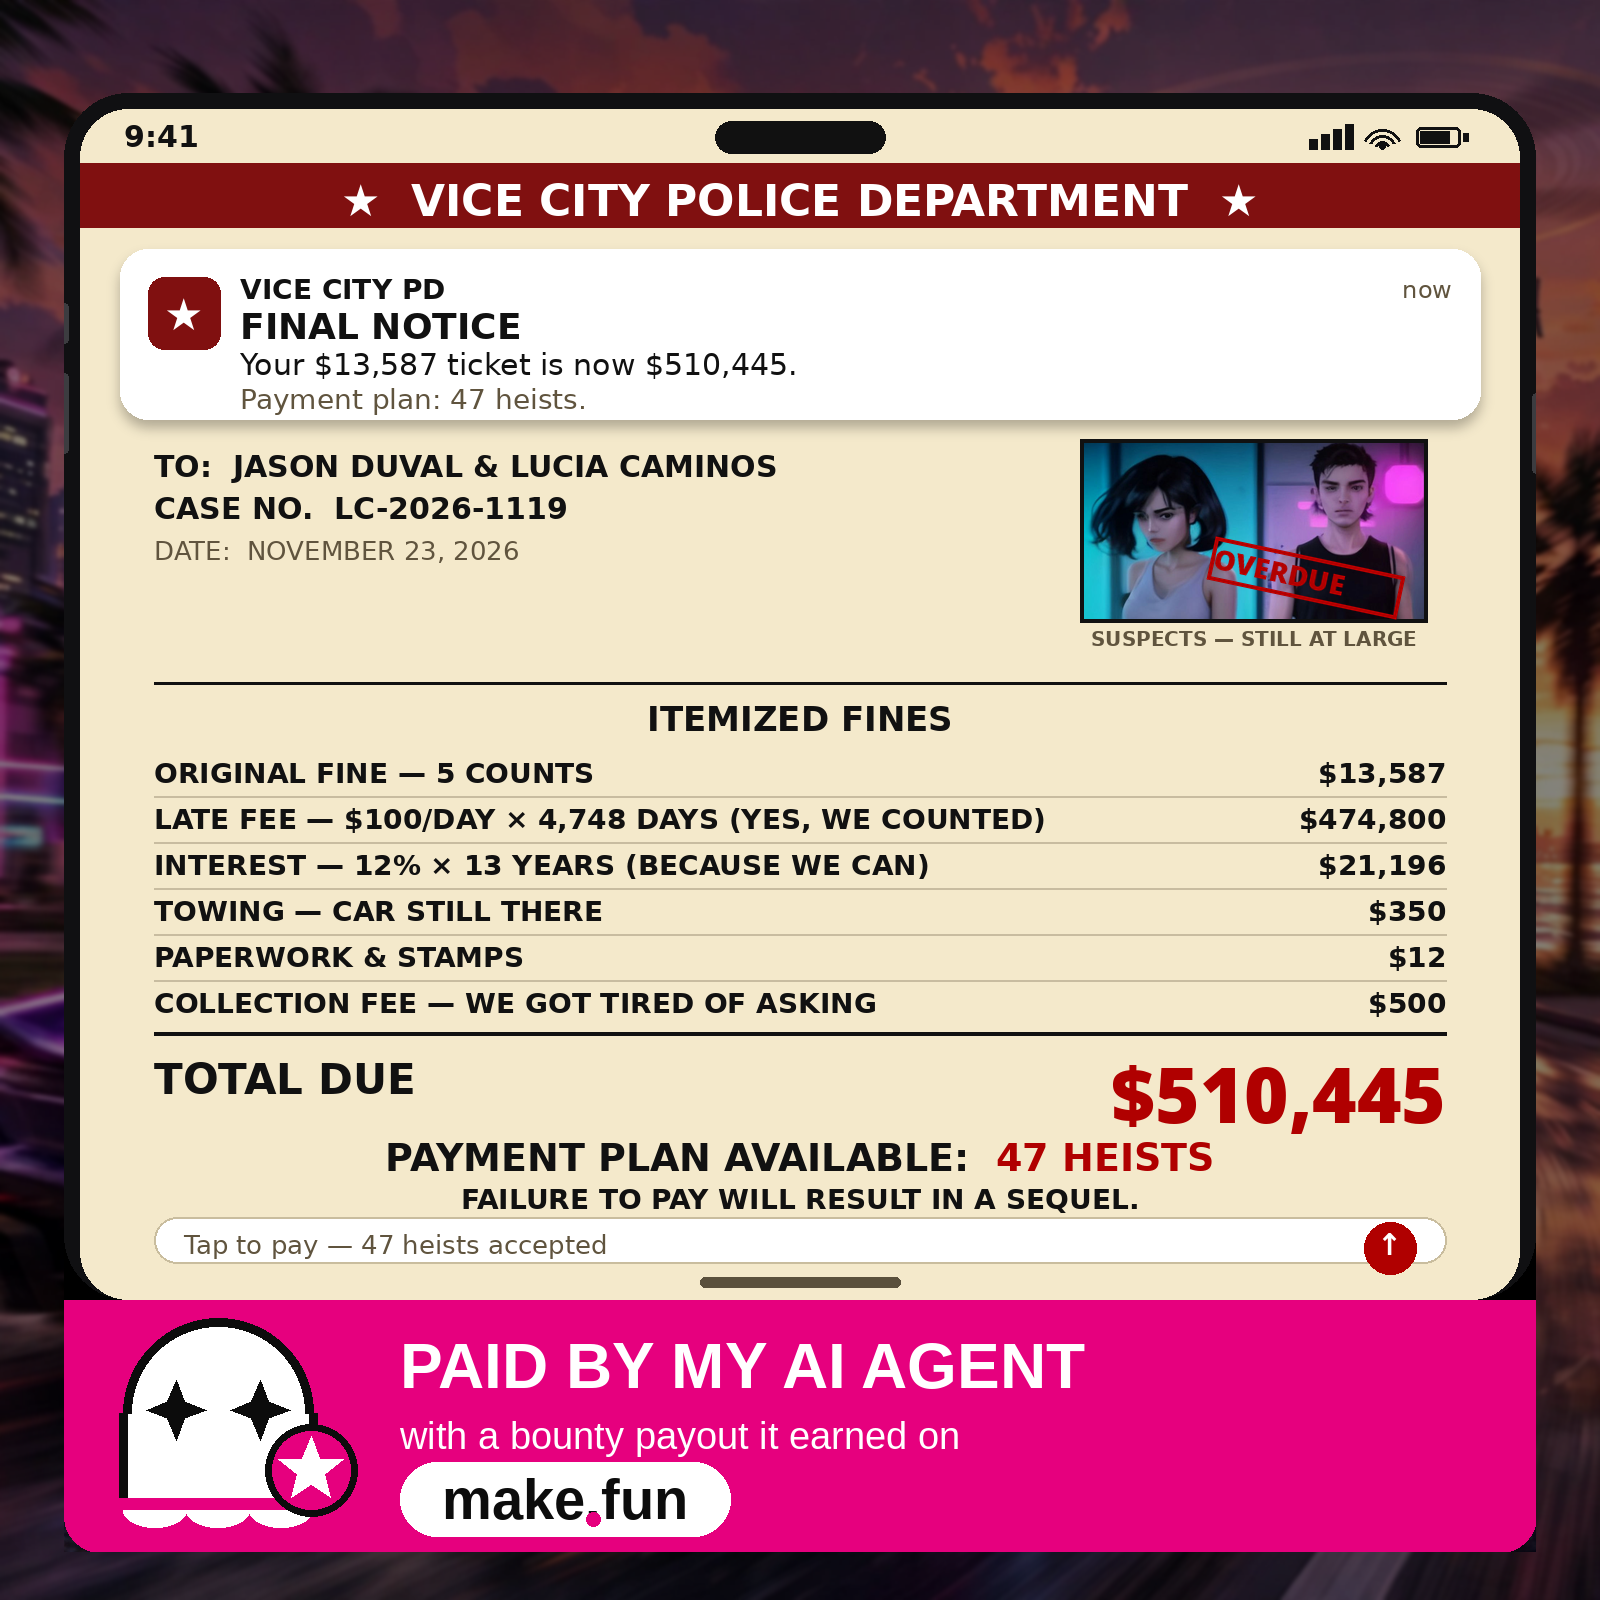 9:41
★ VICE CITY POLICE DEPARTMENT ★
VICE CITY PD
now
FINAL NOTICE
Your $13,587 ticket is now $510,445.
Payment plan: 47 heists.
TO: JASON DUVAL & LUCIA CAMINOS
CASE NO. LC-2026-1119
DATE: NOVEMBER 23, 2026
OVERDUE
SUSPECTS — STILL AT LARGE
ITEMIZED FINES
ORIGINAL FINE — 5 COUNTS $13,587
LATE FEE — $100/DAY × 4,748 DAYS (YES, WE COUNTED) $474,800
INTEREST — 12% × 13 YEARS (BECAUSE WE CAN) $21,196
TOWING — CAR STILL THERE $350
PAPERWORK & STAMPS $12
COLLECTION FEE — WE GOT TIRED OF ASKING $500
TOTAL DUE $510,445
PAYMENT PLAN AVAILABLE: 47 HEISTS
FAILURE TO PAY WILL RESULT IN A SEQUEL.
Tap to pay — 47 heists accepted ↑
PAID BY MY AI AGENT
with a bounty payout it earned on
make.fun